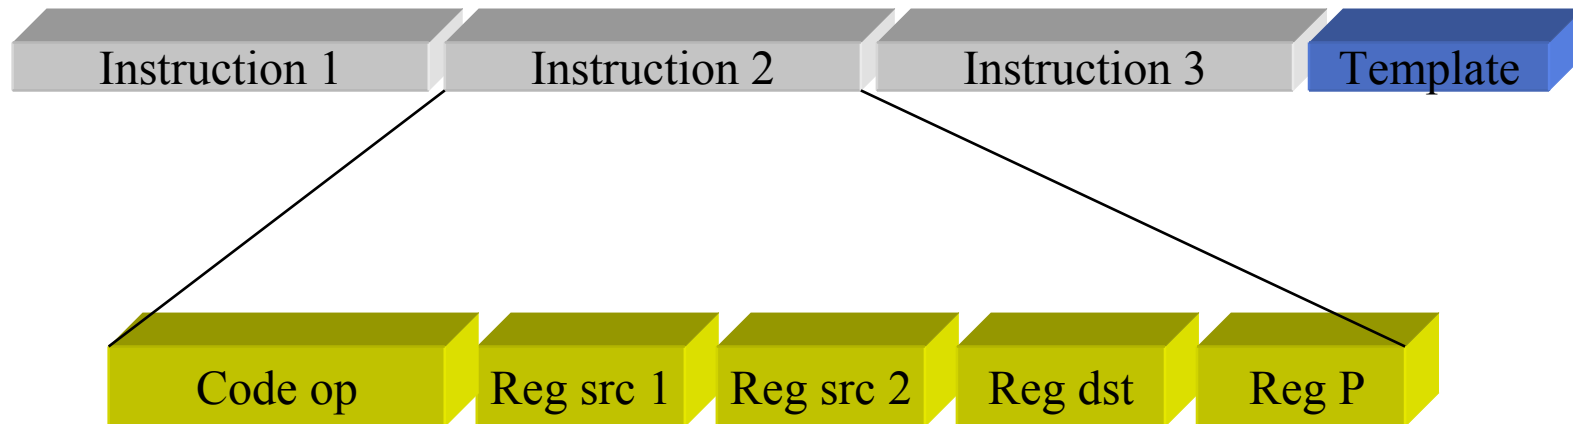 Instruction 1 Instruction 2 Instruction 3 Template
Code op Reg src 1 Reg src 2 Reg dst Reg P